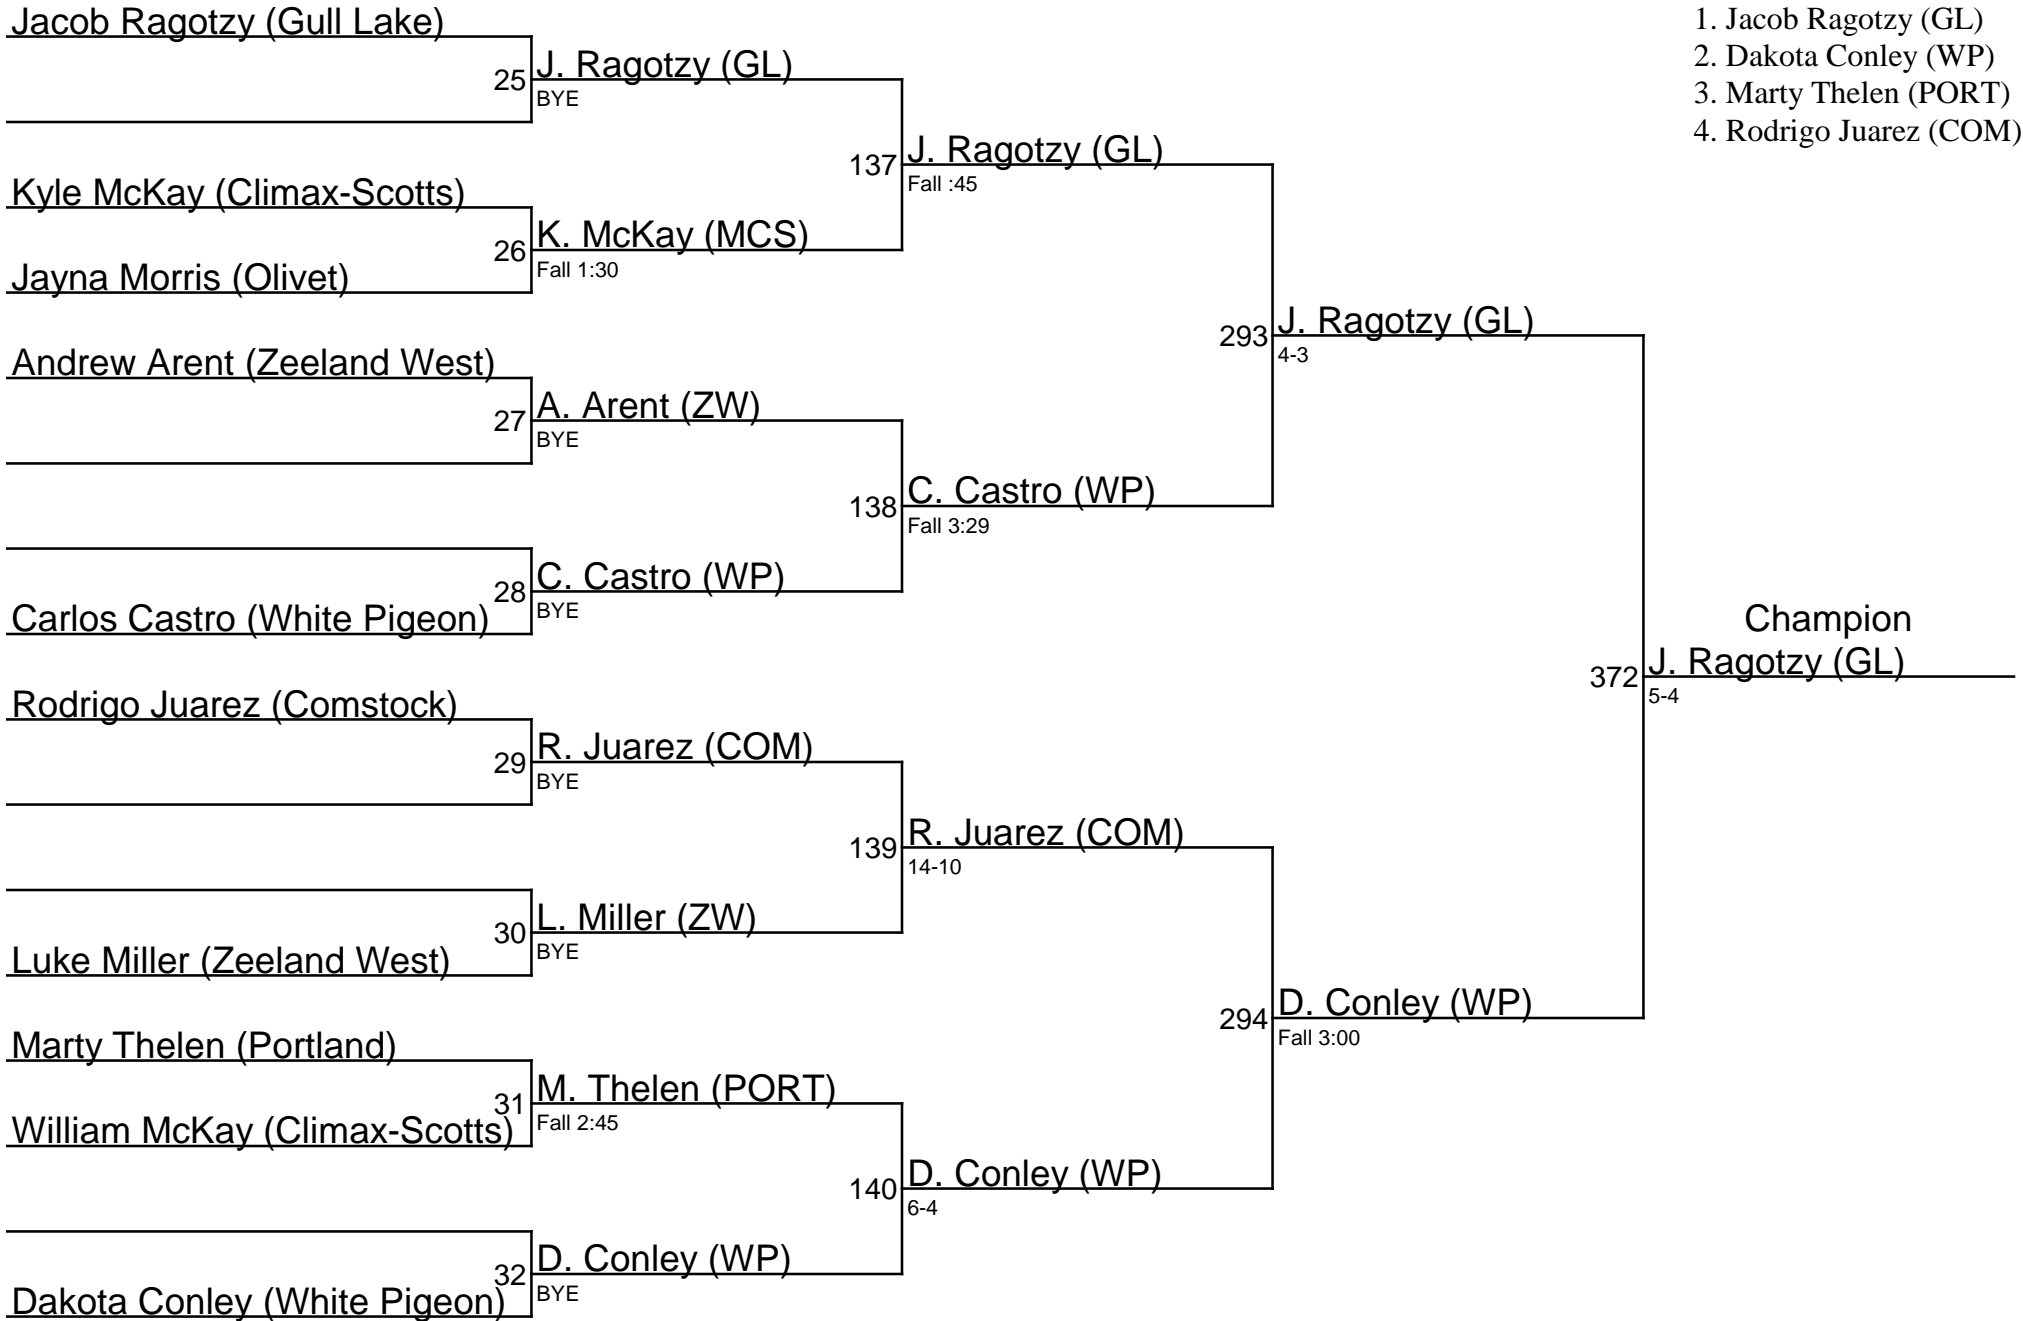 Jacob Ragotzy (Gull Lake)
25
J. Ragotzy (GL)
BYE
Kyle McKay (Climax-Scotts)
26
K. McKay (MCS)
Fall 1:30
Jayna Morris (Olivet)
137
J. Ragotzy (GL)
Fall :45
Andrew Arent (Zeeland West)
27
A. Arent (ZW)
BYE
28
C. Castro (WP)
BYE
Carlos Castro (White Pigeon)
138
C. Castro (WP)
Fall 3:29
293
J. Ragotzy (GL)
4-3
Rodrigo Juarez (Comstock)
29
R. Juarez (COM)
BYE
30
L. Miller (ZW)
BYE
Luke Miller (Zeeland West)
139
R. Juarez (COM)
14-10
Marty Thelen (Portland)
31
M. Thelen (PORT)
Fall 2:45
William McKay (Climax-Scotts)
32
D. Conley (WP)
BYE
Dakota Conley (White Pigeon)
140
D. Conley (WP)
6-4
294
D. Conley (WP)
Fall 3:00
Champion
372
J. Ragotzy (GL)
5-4
1. Jacob Ragotzy (GL)
2. Dakota Conley (WP)
3. Marty Thelen (PORT)
4. Rodrigo Juarez (COM)